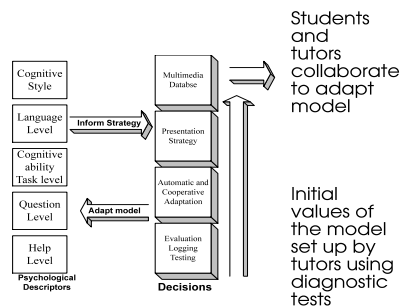 Cognitive
Style
Language
Level
Cognitive
ability
Task level
Question
Level
Help
Level
Psychological
Descriptors
Inform Strategy
Adapt model
Multimedia
Databse
Presentation
Strategy
Automatic and
Cooperative
Adaptation
Evaluation
Logging
Testing
Decisions
Students
and
tutors
collaborate
to adapt
model
Initial
values of
the model
set up by
tutors using
diagnostic
tests